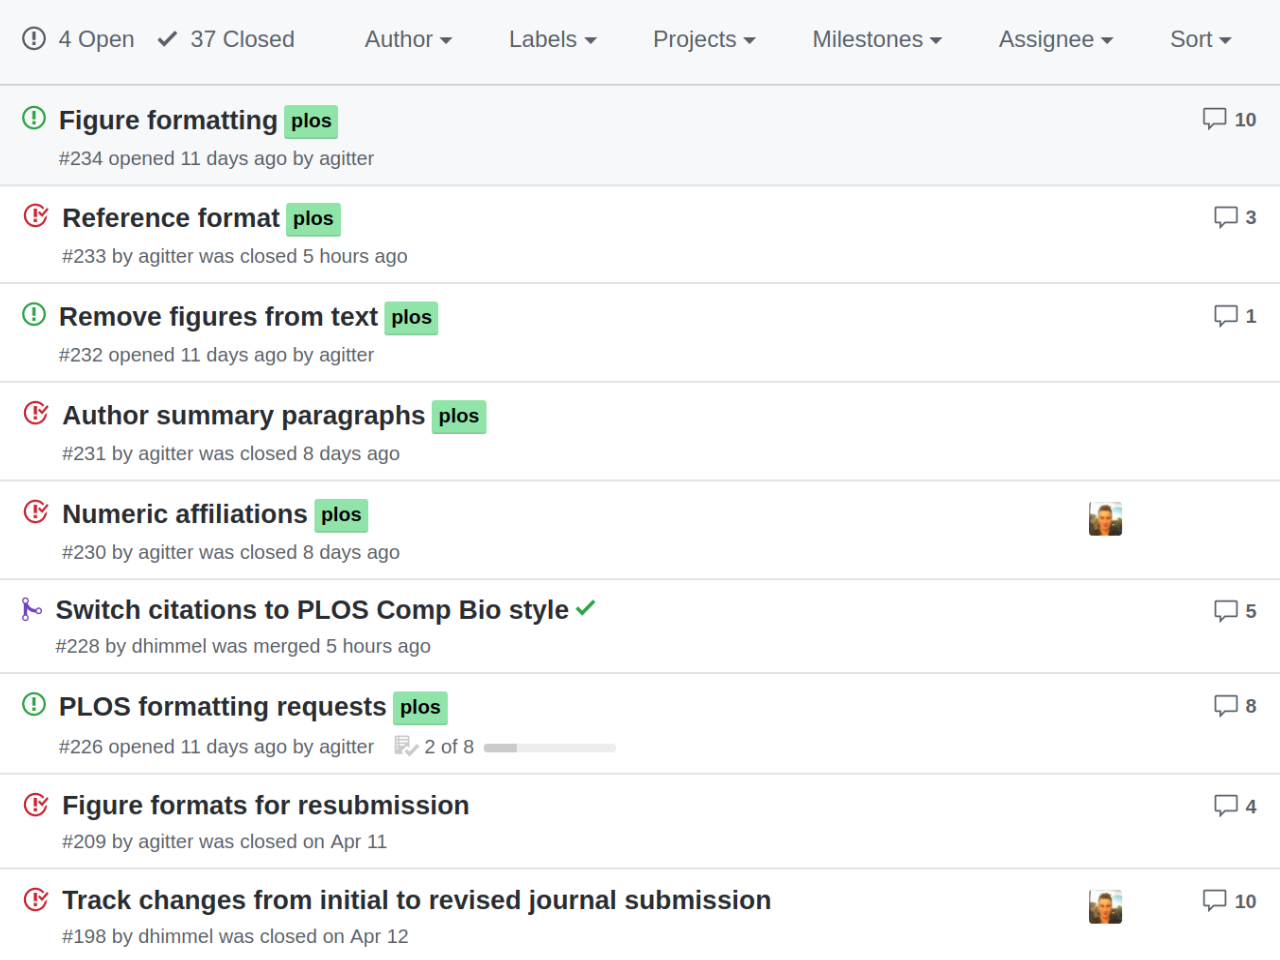 4 Open 37 Closed Author Labels Projects Milestones Assignee Sort
Figure formatting plos 10
#234 opened 11 days ago by agitter
Reference format plos 3
#233 by agitter was closed 5 hours ago
Remove figures from text plos 1
#232 opened 11 days ago by agitter
Author summary paragraphs plos
#231 by agitter was closed 8 days ago
Numeric affiliations plos
#230 by agitter was closed 8 days ago
Switch citations to PLOS Comp Bio style 5
#228 by dhimmel was merged 5 hours ago
PLOS formatting requests plos 8
#226 opened 11 days ago by agitter 2 of 8
Figure formats for resubmission 4
#209 by agitter was closed on Apr 11
Track changes from initial to revised journal submission 10
#198 by dhimmel was closed on Apr 12